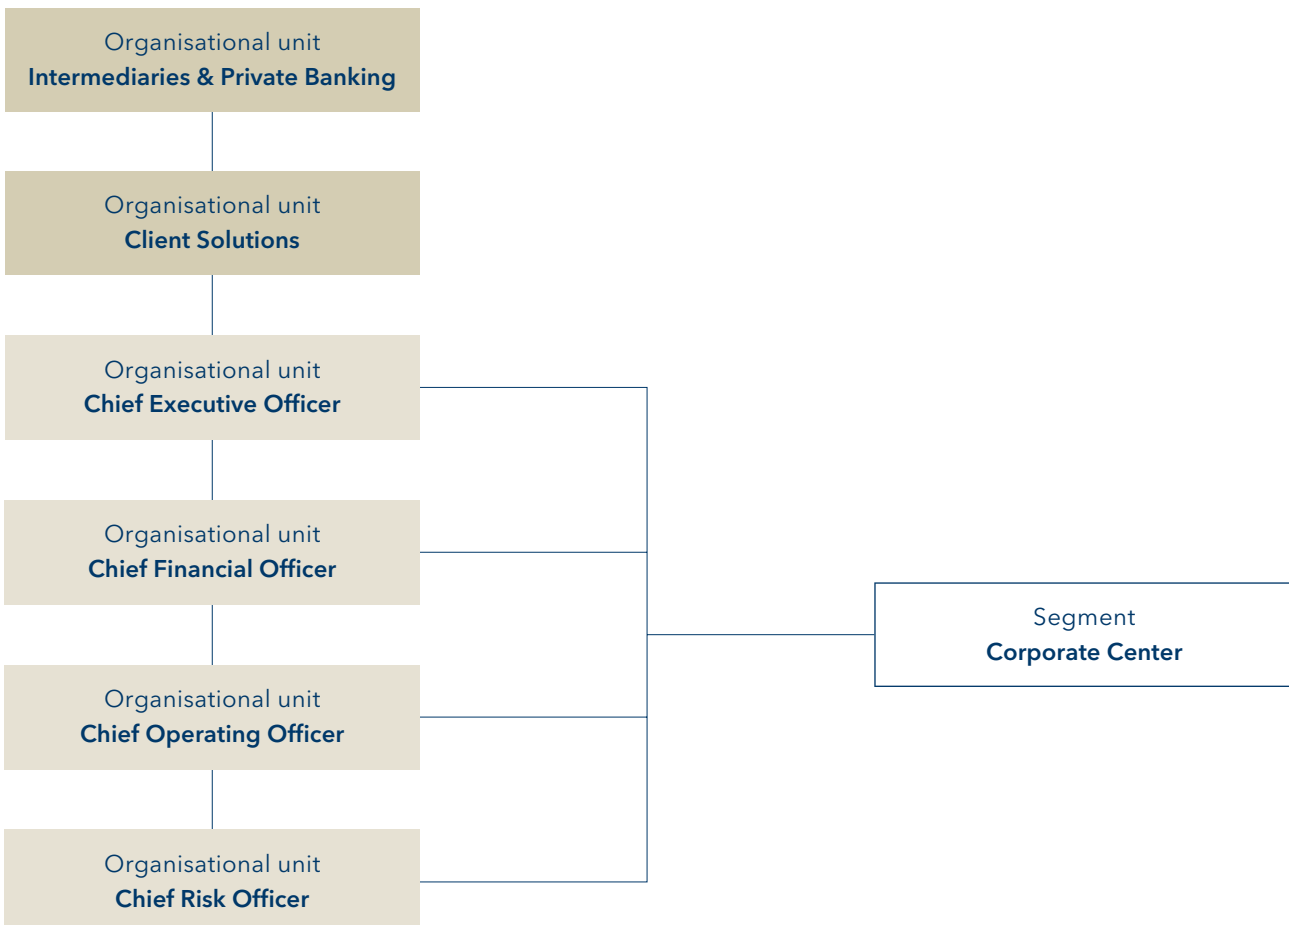 Organisational unit
Intermediaries & Private Banking
Organisational unit
Client Solutions
Organisational unit
Chief Executive Officer
Organisational unit
Chief Financial Officer
Segment
Corporate Center
Organisational unit
Chief Operating Officer
Organisational unit
Chief Risk Officer